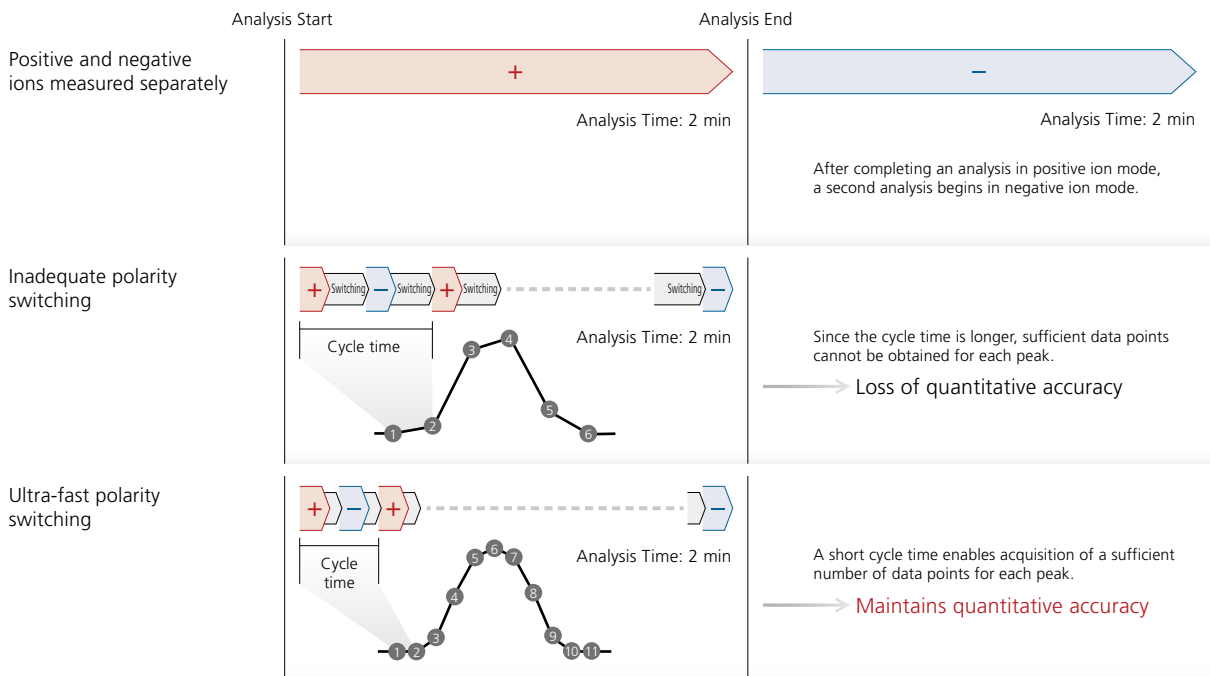 Analysis Start
Analysis End
Positive and negative
ions measured separately
+
−
Analysis Time: 2 min
Analysis Time: 2 min
After completing an analysis in positive ion mode,
a second analysis begins in negative ion mode.
Inadequate polarity
switching
+ Switching − Switching + Switching Switching −
Cycle time
Analysis Time: 2 min
1 2 3 4 5 6
Since the cycle time is longer, sufficient data points
cannot be obtained for each peak.
Loss of quantitative accuracy
Ultra-fast polarity
switching
+ − + −
Cycle
time
Analysis Time: 2 min
1 2 3 4 5 6 7 8 9 10 11
A short cycle time enables acquisition of a sufficient
number of data points for each peak.
Maintains quantitative accuracy